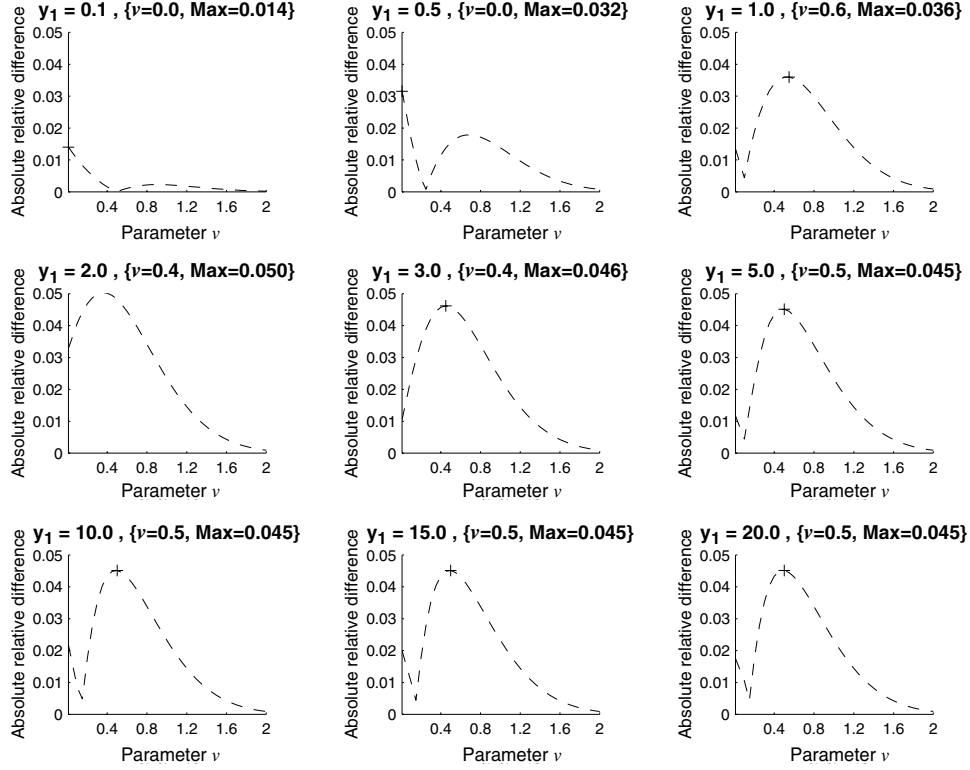 y1 = 0.1 , {ν=0.0, Max=0.014}
Absolute relative difference
0.05
0.04
0.03
0.02
0.01
0
0.4 0.8 1.2 1.6 2
Parameter ν
y1 = 0.5 , {ν=0.0, Max=0.032}
Absolute relative difference
0.05
0.04
0.03
0.02
0.01
0
0.4 0.8 1.2 1.6 2
Parameter ν
y1 = 1.0 , {ν=0.6, Max=0.036}
Absolute relative difference
0.05
0.04
0.03
0.02
0.01
0
0.4 0.8 1.2 1.6 2
Parameter ν
y1 = 2.0 , {ν=0.4, Max=0.050}
Absolute relative difference
0.05
0.04
0.03
0.02
0.01
0
0.4 0.8 1.2 1.6 2
Parameter ν
y1 = 3.0 , {ν=0.4, Max=0.046}
Absolute relative difference
0.05
0.04
0.03
0.02
0.01
0
0.4 0.8 1.2 1.6 2
Parameter ν
y1 = 5.0 , {ν=0.5, Max=0.045}
Absolute relative difference
0.05
0.04
0.03
0.02
0.01
0
0.4 0.8 1.2 1.6 2
Parameter ν
y1 = 10.0 , {ν=0.5, Max=0.045}
Absolute relative difference
0.05
0.04
0.03
0.02
0.01
0
0.4 0.8 1.2 1.6 2
Parameter ν
y1 = 15.0 , {ν=0.5, Max=0.045}
Absolute relative difference
0.05
0.04
0.03
0.02
0.01
0
0.4 0.8 1.2 1.6 2
Parameter ν
y1 = 20.0 , {ν=0.5, Max=0.045}
Absolute relative difference
0.05
0.04
0.03
0.02
0.01
0
0.4 0.8 1.2 1.6 2
Parameter ν